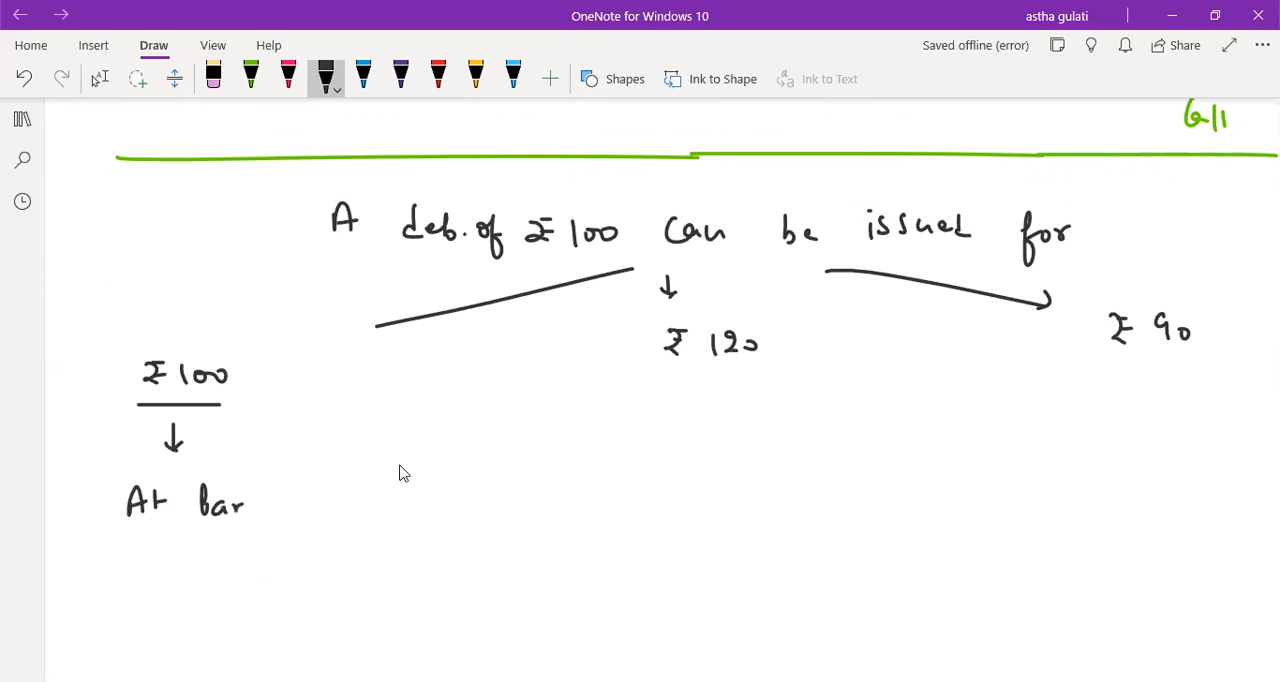 OneNote for Windows 10
astha gulati
Home Insert Draw View Help
Saved offline (error)
Share
Shapes
Ink to Shape
Ink to Text
A deb. of ₹ 100 can be issued for
₹ 100
₹ 120
₹ 90
At par